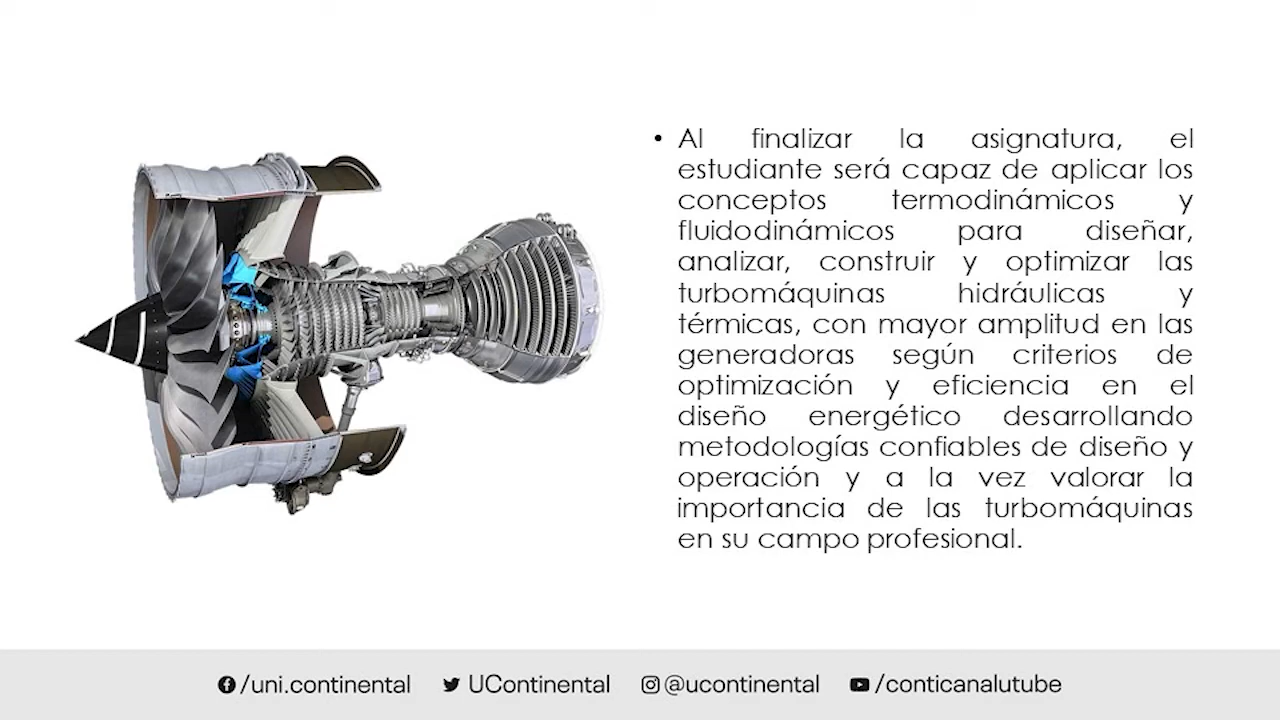 • Al finalizar la asignatura, el
estudiante será capaz de aplicar los
conceptos termodinámicos y
fluidodinámicos para diseñar,
analizar, construir y optimizar las
turbomáquinas hidráulicas y
térmicas, con mayor amplitud en las
generadoras según criterios de
optimización y eficiencia en el
diseño energético desarrollando
metodologías confiables de diseño y
operación y a la vez valorar la
importancia de las turbomáquinas
en su campo profesional.
/uni.continental UContinental @ucontinental /conticanalutube